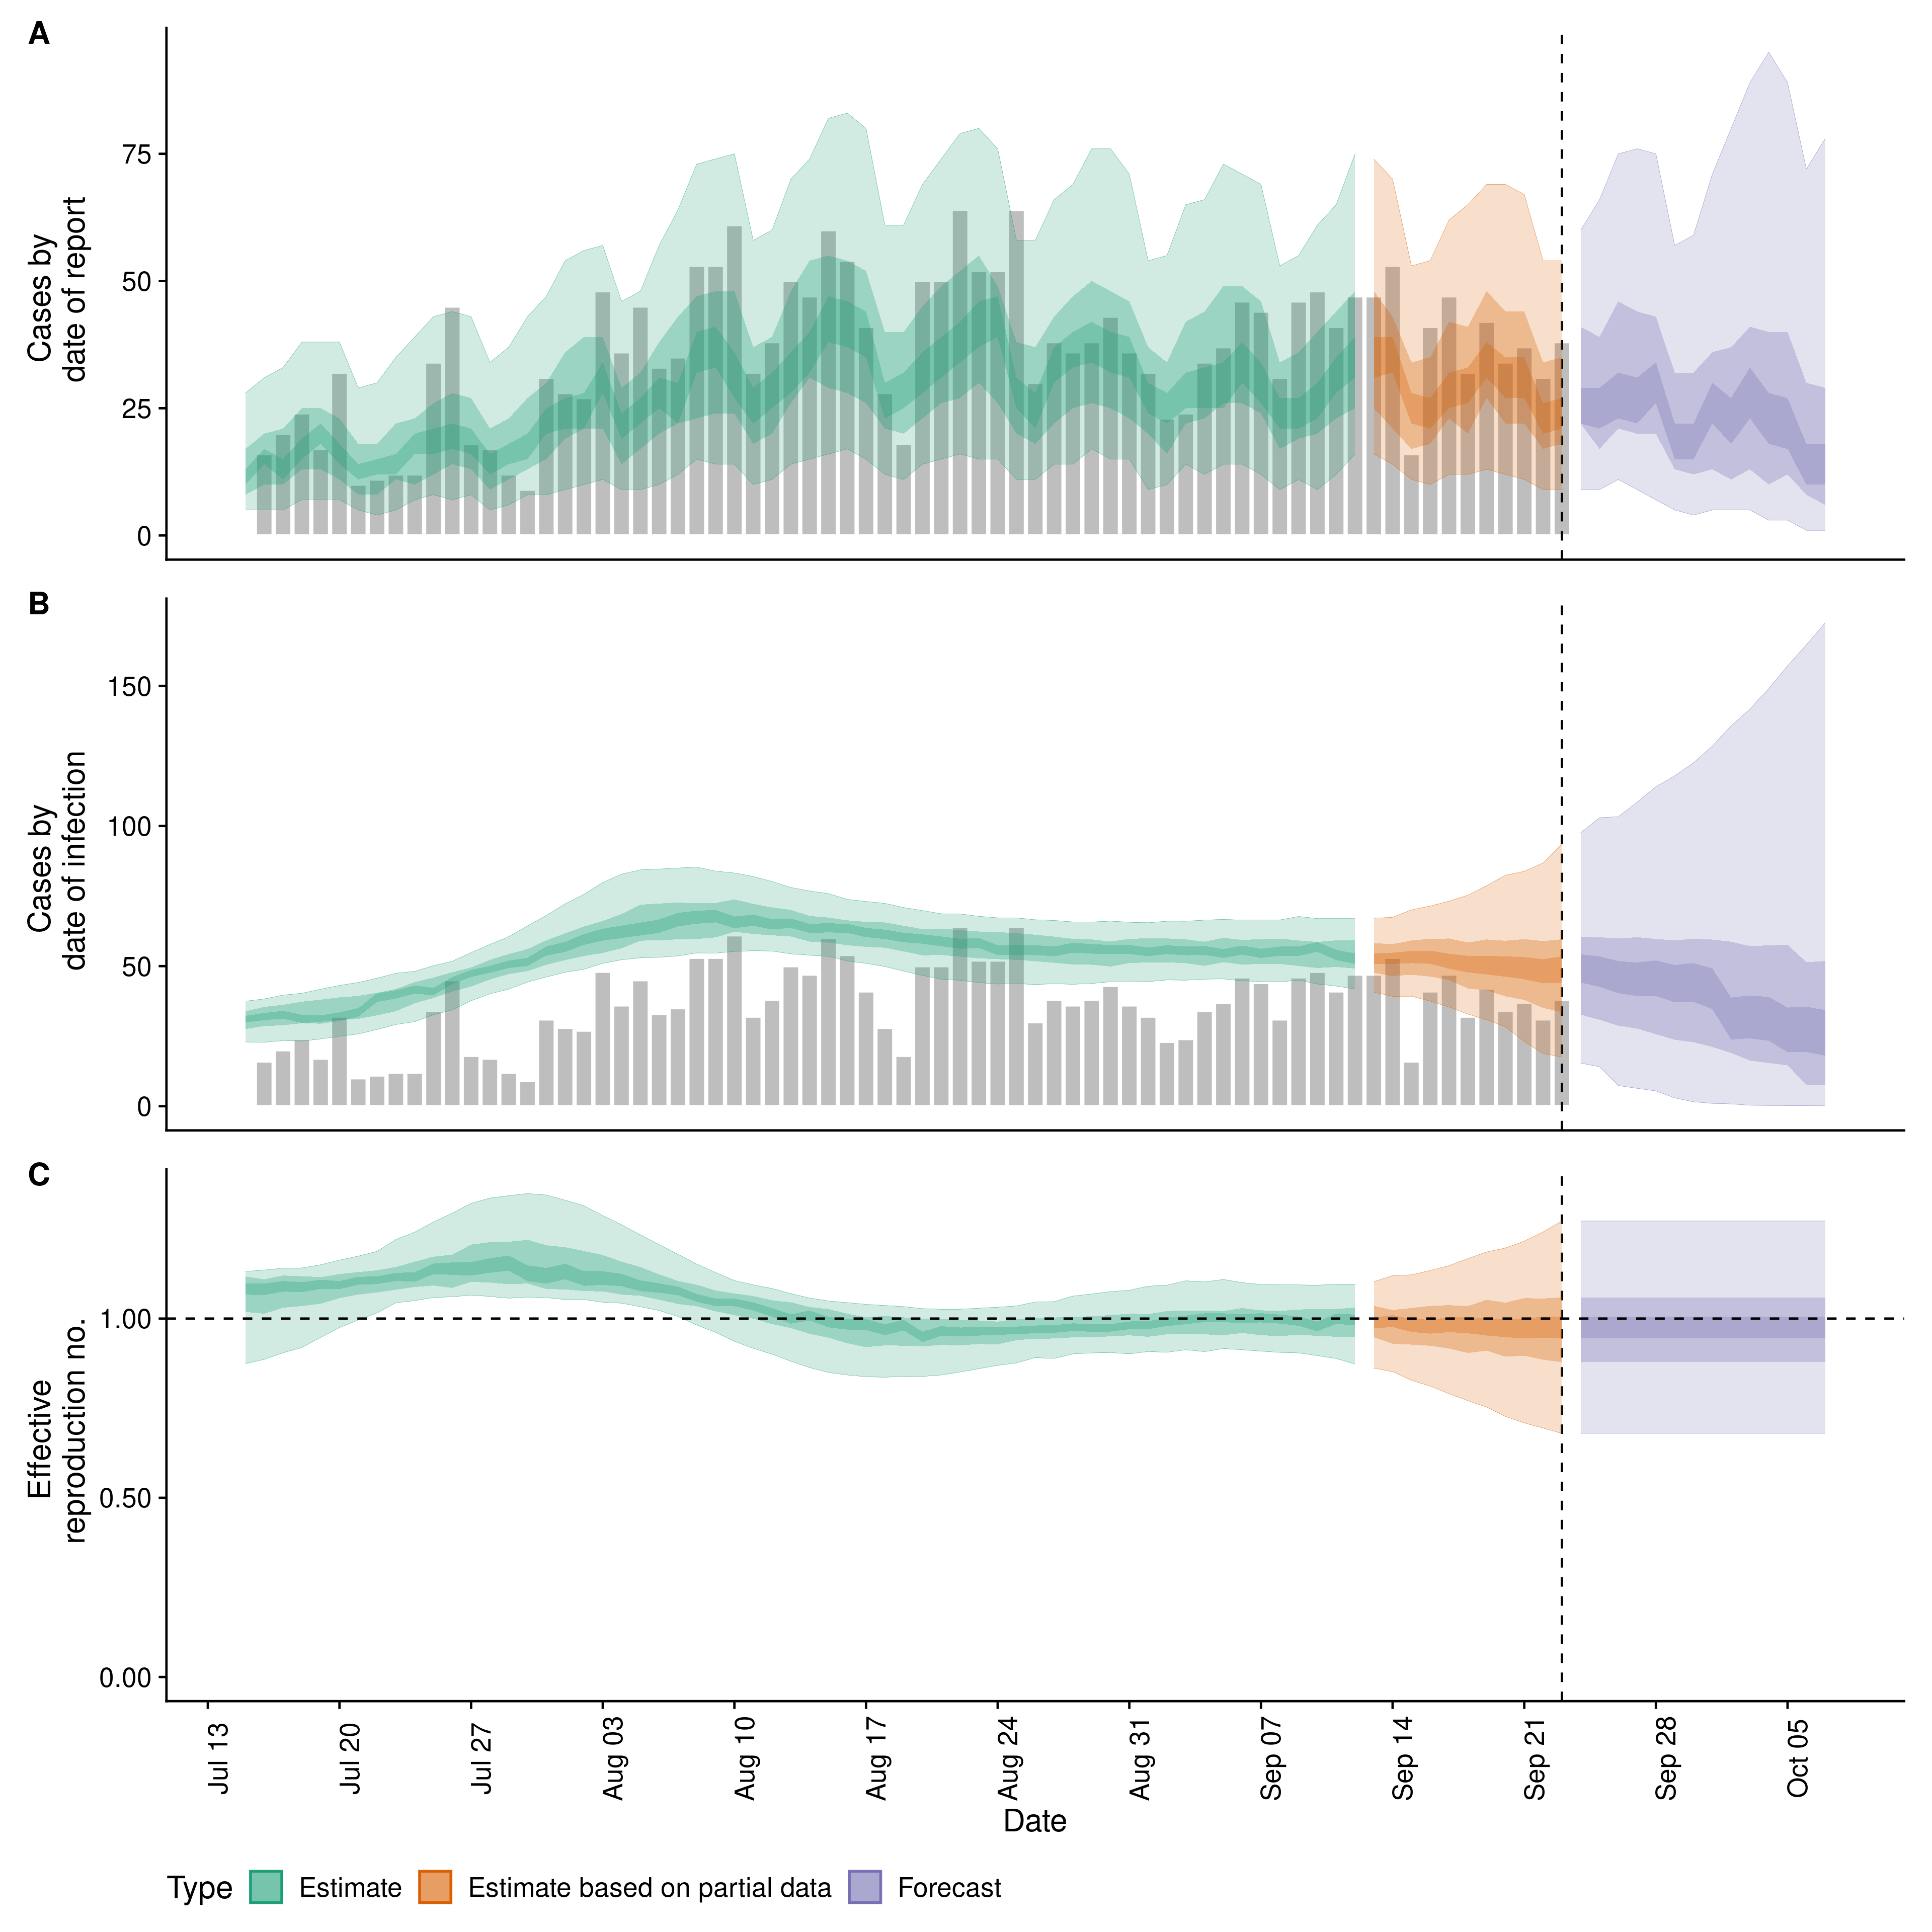 A
Cases by
date of report
75
50
25
0
B
Cases by
date of infection
150
100
50
0
C
Effective
reproduction no.
1.00
0.50
0.00
Jul 13
Jul 20
Jul 27
Aug 03
Aug 10
Aug 17
Aug 24
Aug 31
Sep 07
Sep 14
Sep 21
Sep 28
Oct 05
Date
Type Estimate Estimate based on partial data Forecast